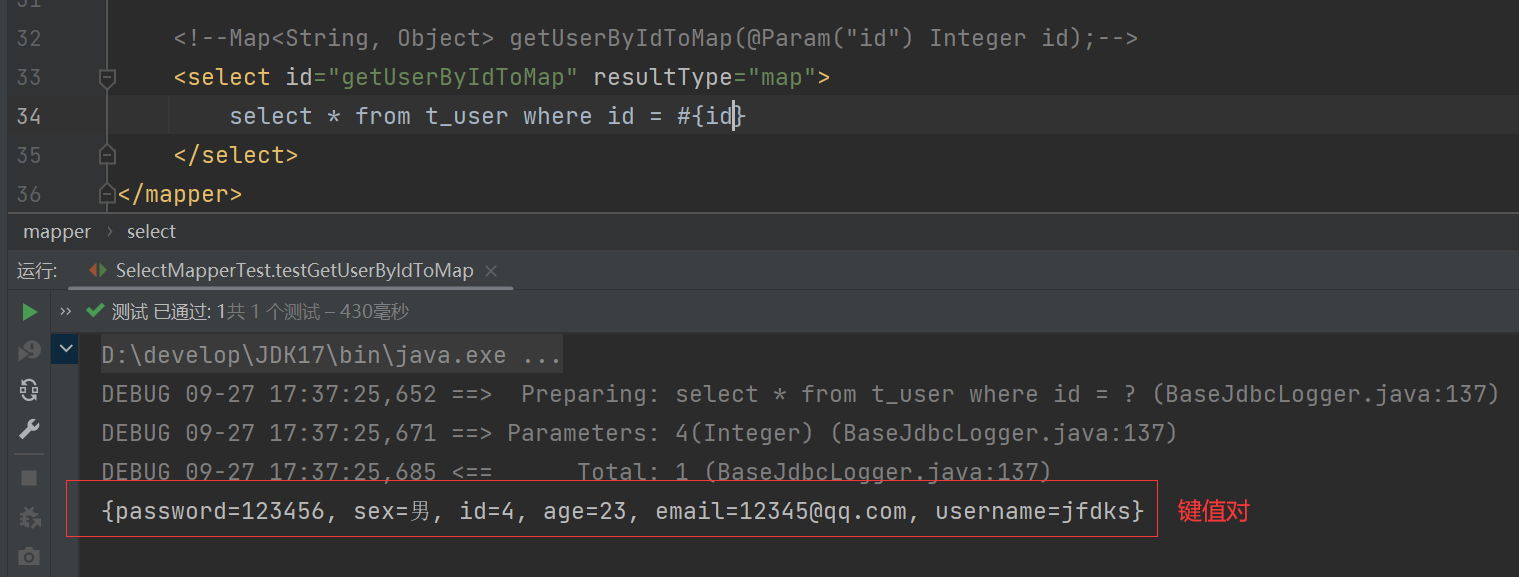 31
32 <!--Map<String, Object> getUserByIdToMap(@Param("id") Integer id);-->
33 <select id="getUserByIdToMap" resultType="map">
34 select * from t_user where id = #{id}
35 </select>
36 </mapper>
mapper › select
运行: SelectMapperTest.testGetUserByIdToMap ×
›› 测试 已通过: 1共 1 个测试 – 430毫秒
D:\develop\JDK17\bin\java.exe ...
DEBUG 09-27 17:37:25,652 ==>  Preparing: select * from t_user where id = ? (BaseJdbcLogger.java:137)
DEBUG 09-27 17:37:25,671 ==> Parameters: 4(Integer) (BaseJdbcLogger.java:137)
DEBUG 09-27 17:37:25,685 <==      Total: 1 (BaseJdbcLogger.java:137)
{password=123456, sex=男, id=4, age=23, email=12345@qq.com, username=jfdks} 键值对